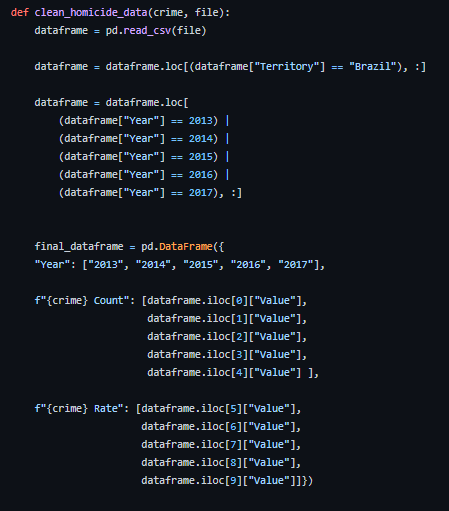 def clean_homicide_data(crime, file):
    dataframe = pd.read_csv(file)

    dataframe = dataframe.loc[(dataframe["Territory"] == "Brazil"), :]

    dataframe = dataframe.loc[
        (dataframe["Year"] == 2013) |
        (dataframe["Year"] == 2014) |
        (dataframe["Year"] == 2015) |
        (dataframe["Year"] == 2016) |
        (dataframe["Year"] == 2017), :]


    final_dataframe = pd.DataFrame({
    "Year": ["2013", "2014", "2015", "2016", "2017"],

    f"{crime} Count": [dataframe.iloc[0]["Value"],
                       dataframe.iloc[1]["Value"],
                       dataframe.iloc[2]["Value"],
                       dataframe.iloc[3]["Value"],
                       dataframe.iloc[4]["Value"] ],

    f"{crime} Rate": [dataframe.iloc[5]["Value"],
                      dataframe.iloc[6]["Value"],
                      dataframe.iloc[7]["Value"],
                      dataframe.iloc[8]["Value"],
                      dataframe.iloc[9]["Value"]]})